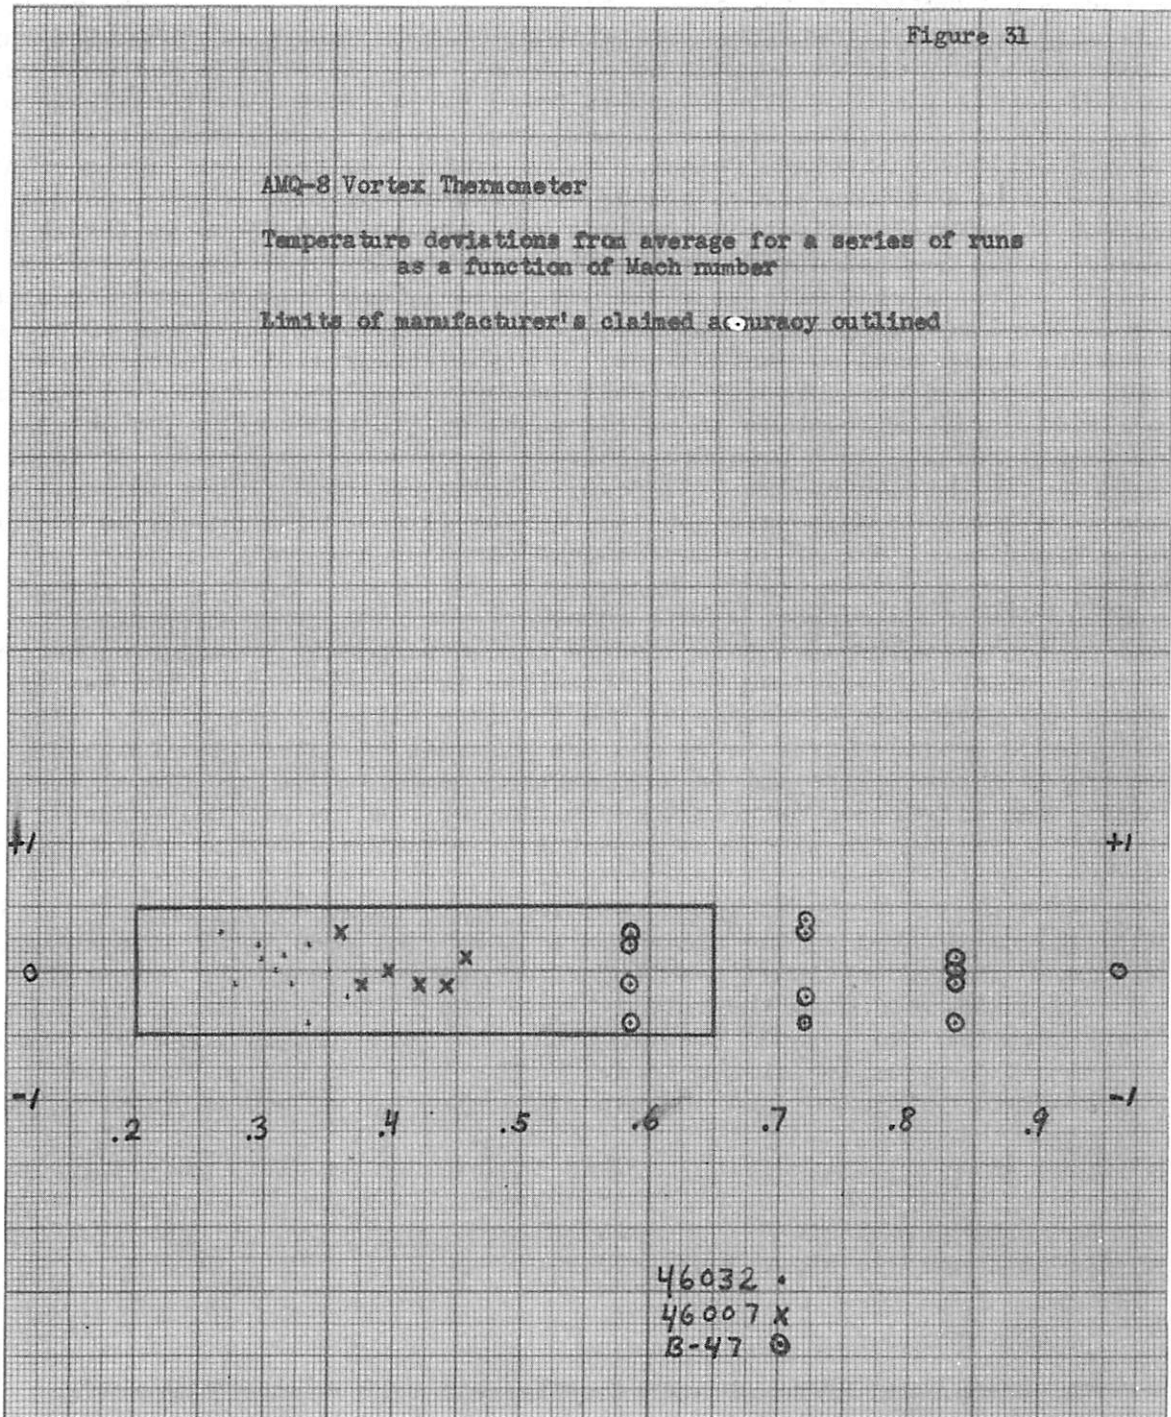 Figure 31
AMQ-8 Vortex Thermometer
Temperature deviations from average for a series of runs
as a function of Mach number
Limits of manufacturer's claimed accuracy outlined
+1 +1
0 0
-1 -1
.2 .3 .4 .5 .6 .7 .8 .9
46032 •
46007 x
B-47 ⊙